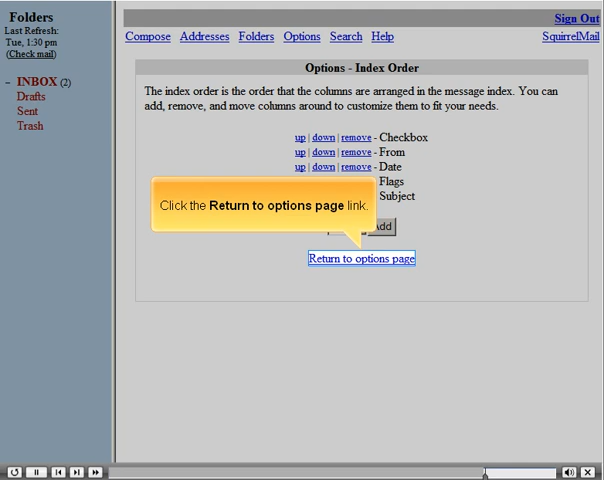 Folders
Last Refresh:
Tue, 1:30 pm
(Check mail)
– INBOX (2)
Drafts
Sent
Trash
Sign Out
Compose Addresses Folders Options Search Help SquirrelMail
Options - Index Order
The index order is the order that the columns are arranged in the message index. You can
add, remove, and move columns around to customize them to fit your needs.
up | down | remove - Checkbox
up | down | remove - From
up | down | remove - Date
Flags
Subject
Click the Return to options page link.
Return to options page